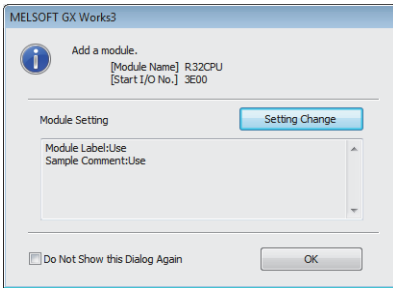 MELSOFT GX Works3
Add a module.
[Module Name] R32CPU
[Start I/O No.] 3E00
Module Setting
Setting Change
Module Label:Use
Sample Comment:Use
Do Not Show this Dialog Again
OK